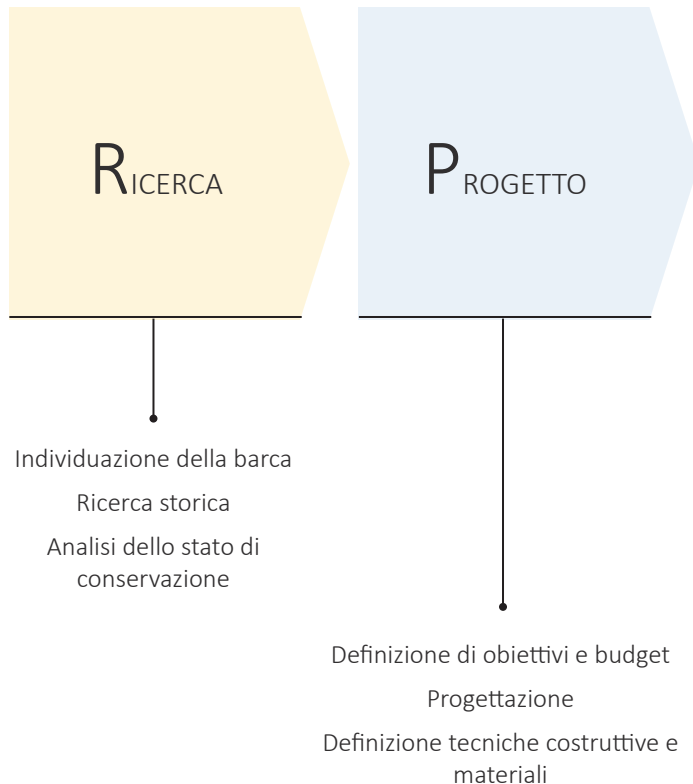 RICERCA
PROGETTO
Individuazione della barca
Ricerca storica
Analisi dello stato di
conservazione
Definizione di obiettivi e budget
Progettazione
Definizione tecniche costruttive e
materiali